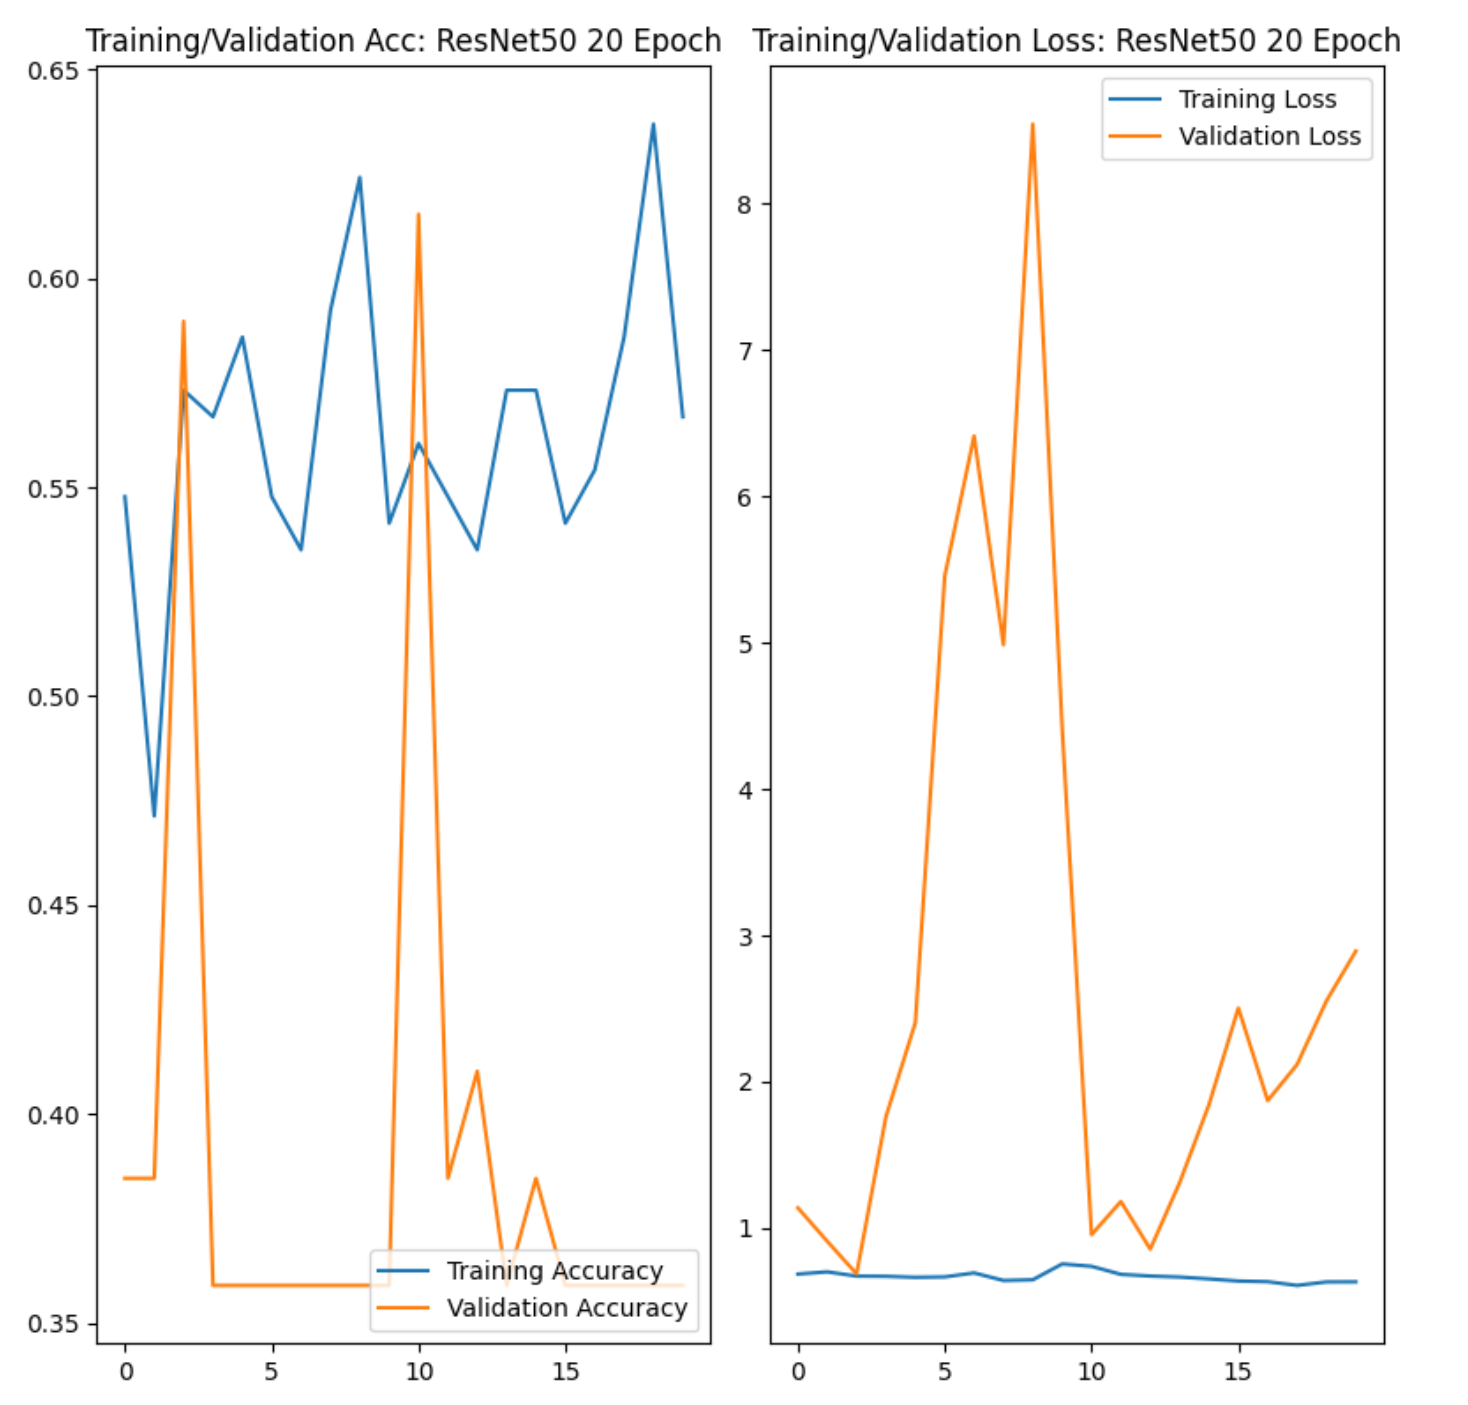 Training/Validation Acc: ResNet50 20 Epoch
0.65
0.60
0.55
0.50
0.45
0.40
0.35
0 5 10 15
Training Accuracy
Validation Accuracy
Training/Validation Loss: ResNet50 20 Epoch
Training Loss
Validation Loss
8
7
6
5
4
3
2
1
0 5 10 15